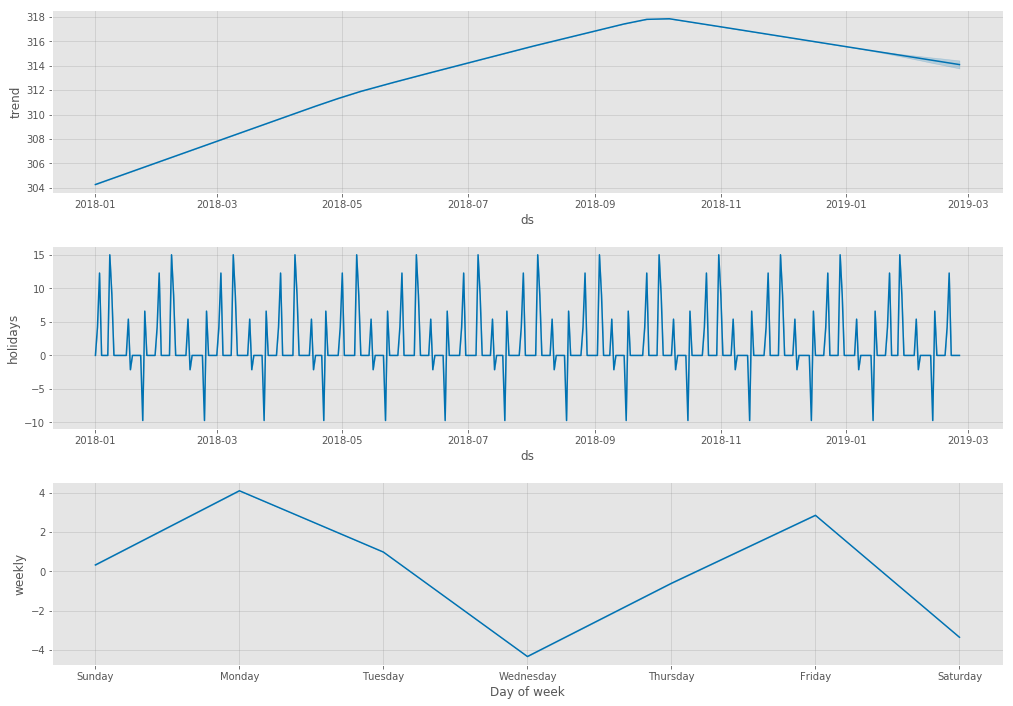 318
316
314
312
310
308
306
304
trend
2018-01 2018-03 2018-05 2018-07 2018-09 2018-11 2019-01 2019-03
ds
15
10
5
0
−5
−10
holidays
2018-01 2018-03 2018-05 2018-07 2018-09 2018-11 2019-01 2019-03
ds
4
2
0
−2
−4
weekly
Sunday Monday Tuesday Wednesday Thursday Friday Saturday
Day of week